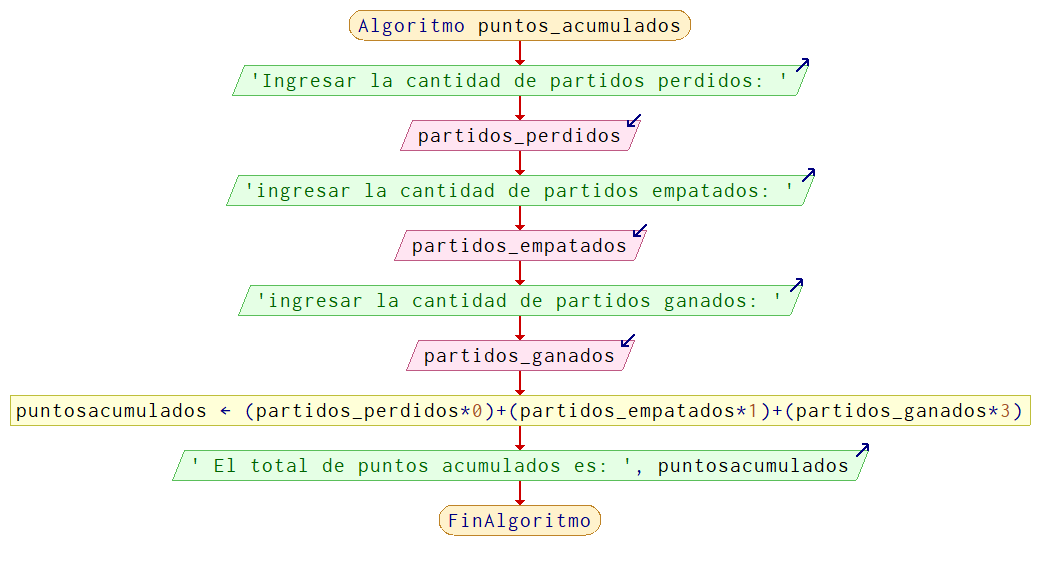 Algoritmo puntos_acumulados
'Ingresar la cantidad de partidos perdidos: '
partidos_perdidos
'ingresar la cantidad de partidos empatados: '
partidos_empatados
'ingresar la cantidad de partidos ganados: '
partidos_ganados
puntosacumulados ← (partidos_perdidos*0)+(partidos_empatados*1)+(partidos_ganados*3)
' El total de puntos acumulados es: ', puntosacumulados
FinAlgoritmo